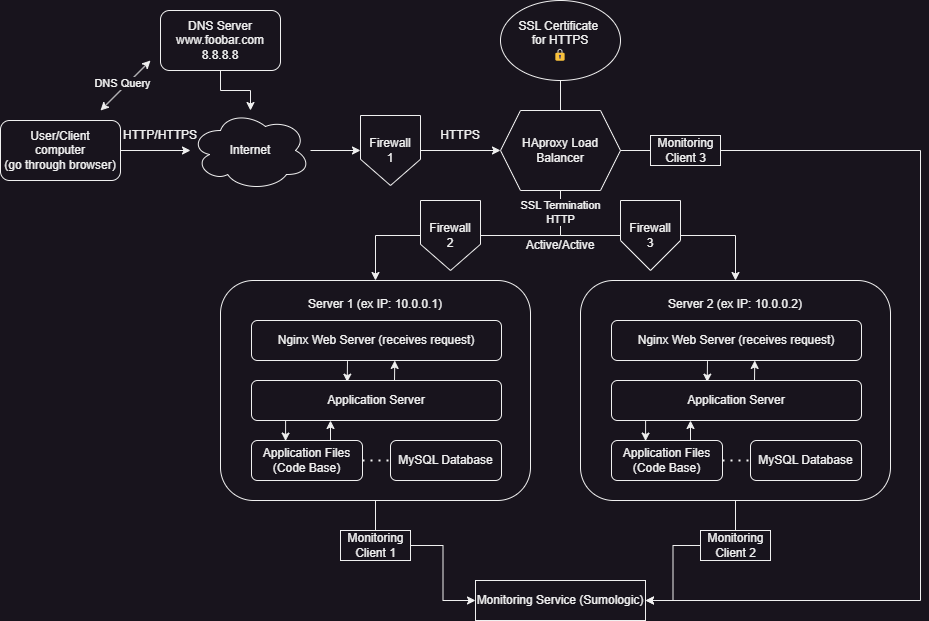 DNS Server
www.foobar.com
8.8.8.8
SSL Certificate
for HTTPS
DNS Query
User/Client
computer
(go through browser)
HTTP/HTTPS
Internet
Firewall
1
HTTPS
HAproxy Load
Balancer
Monitoring
Client 3
SSL Termination
HTTP
Firewall
2
Active/Active
Firewall
3
Server 1 (ex IP: 10.0.0.1)
Nginx Web Server (receives request)
Application Server
Application Files
(Code Base)
MySQL Database
Server 2 (ex IP: 10.0.0.2)
Nginx Web Server (receives request)
Application Server
Application Files
(Code Base)
MySQL Database
Monitoring
Client 1
Monitoring
Client 2
Monitoring Service (Sumologic)